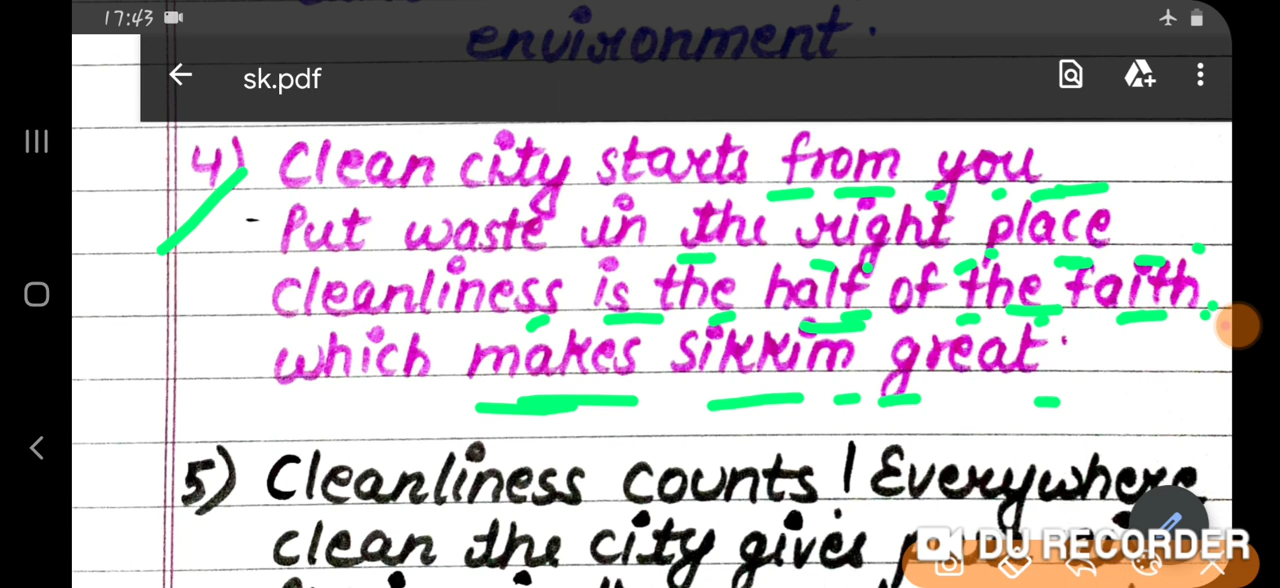 17:43
environment.
sk.pdf
4) Clean city starts from you
- Put waste in the right place
cleanliness is the half of the faith.
which makes sikkim great.
5) Cleanliness counts! Everywhere
clean the city gives
DU RECORDER